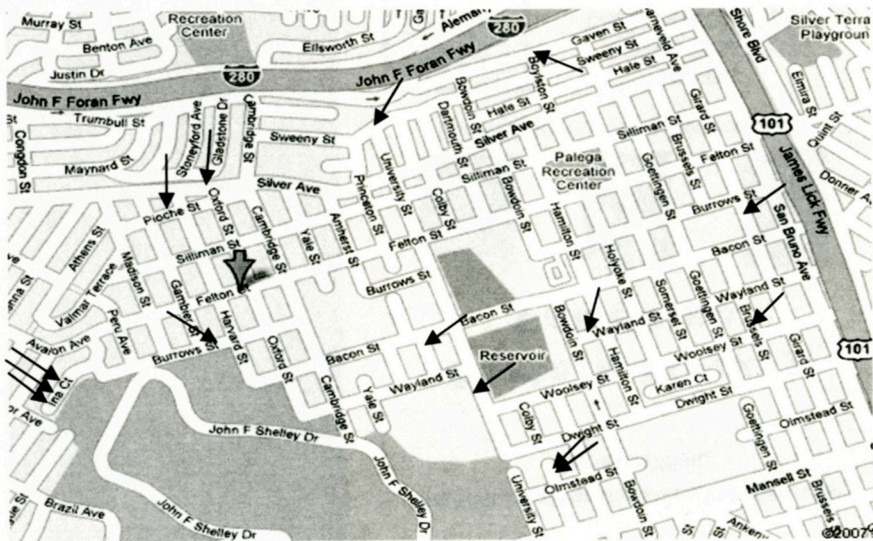 Murray St
Recreation
Center
Benton Ave
Justin Dr
Ellsworth St
Aleman
280
280
Gaven St
Sweeny St
Hale St
Barneveld Ave
Shore Blvd
Silver Terra
Playgroun
John F Foran Fwy
John F Foran Fwy
Trumbull St
Congdon St
Maynard St
Stoneyford Ave
Gladstone Dr
Cambridge St
Sweeny St
Silver Ave
Bowdoin St
Boylston St
Hale St
Dartmouth St
Silver Ave
Girard St
Elmira St
101
Quint St
Silliman St
Felton St
Brussels St
Goettingen St
James Lick Fwy
Donner A
Palega
Recreation
Center
Pioche St
Oxford St
Cambridge St
Yale St
Amherst St
Princeton St
University St
Colby St
Silliman St
Bowdoin St
Felton St
Hamilton St
Holyoke St
Burrows St
Bacon St
San Bruno Ave
Athens St
Valmar Terrace
Madison St
Silliman St
Gambier St
Felton St
Harvard St
Burrows St
Peru Ave
Avalon Ave
Ina Ct
Burrows St
Oxford St
Bacon St
Bacon St
Wayland St
Reservoir
Bowdoin St
Wayland St
Somerset St
Goettingen St
Brussels St
Wayland St
Woolsey St
Girard St
101
Cambridge St
Yale St
Woolsey St
Hamilton St
Karen Ct
Dwight St
Colby St
Dwight St
Goettingen St
Olmstead St
John F Shelley Dr
John F Shelley Dr
John F Shelley Dr
University St
Olmstead St
Bowdoin St
Mansell St
Brussels St
Brazil Ave
Ankeny
©2007